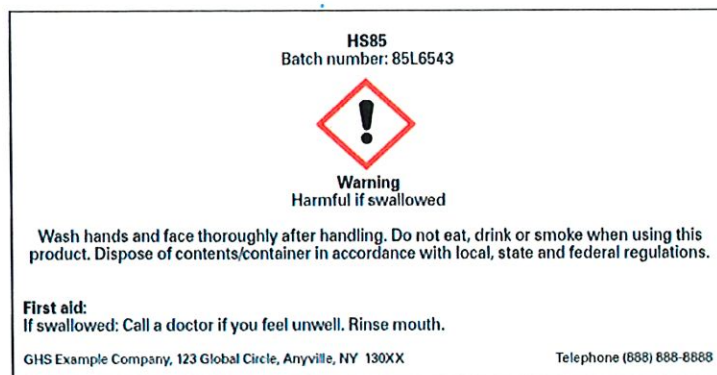 HS85
Batch number: 85L6543
Warning
Harmful if swallowed
Wash hands and face thoroughly after handling. Do not eat, drink or smoke when using this
product. Dispose of contents/container in accordance with local, state and federal regulations.
First aid:
If swallowed: Call a doctor if you feel unwell. Rinse mouth.
GHS Example Company, 123 Global Circle, Anyville, NY 130XX Telephone (888) 888-8888